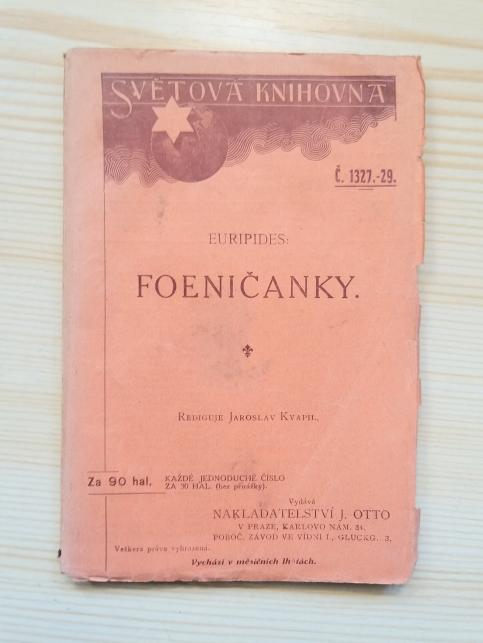 SVĚTOVÁ KNIHOVNA
Č. 1327.-29.
EURIPIDES:
FOENIČANKY.
REDIGUJE JAROSLAV KVAPIL.
Za 90 hal.
KAŽDÉ JEDNODUCHÉ ČÍSLO
ZA 30 HAL. (bez přirážky).
Vydává
NAKLADATELSTVÍ J. OTTO
V PRAZE, KARLOVO NÁM. 34.
POBOČ. ZÁVOD VE VÍDNI I., GLUCKG. 3.
Veškera práva vyhrazena.
Vychází v měsíčních lhůtách.